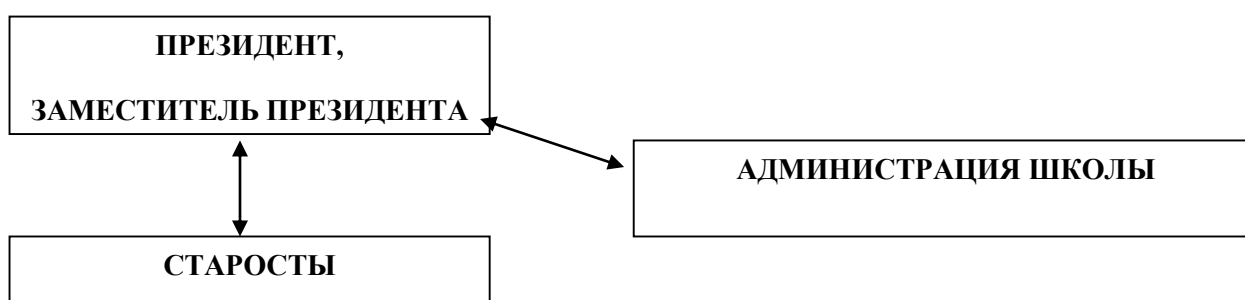 ПРЕЗИДЕНТ,
ЗАМЕСТИТЕЛЬ ПРЕЗИДЕНТА
АДМИНИСТРАЦИЯ ШКОЛЫ
СТАРОСТЫ